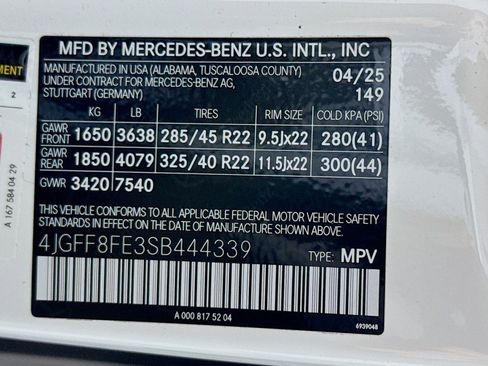 MFD BY MERCEDES-BENZ U.S. INTL., INC
MANUFACTURED IN USA (ALABAMA, TUSCALOOSA COUNTY) 04/25
UNDER CONTRACT FOR MERCEDES-BENZ AG, 149
STUTTGART (GERMANY)
KG LB TIRES RIM SIZE COLD KPA (PSI)
GAWR FRONT 1650 3638 285/45 R22 9.5Jx22 280(41)
GAWR REAR 1850 4079 325/40 R22 11.5Jx22 300(44)
GVWR 3420 7540
THIS VEHICLE CONFORMS TO ALL APPLICABLE FEDERAL MOTOR VEHICLE SAFETY
STANDARDS IN EFFECT ON THE DATE OF MANUFACTURE SHOWN ABOVE.
4JGFF8FE3SB444339 TYPE: MPV
A 000 817 52 04
6939048
2
A 167 584 04 29